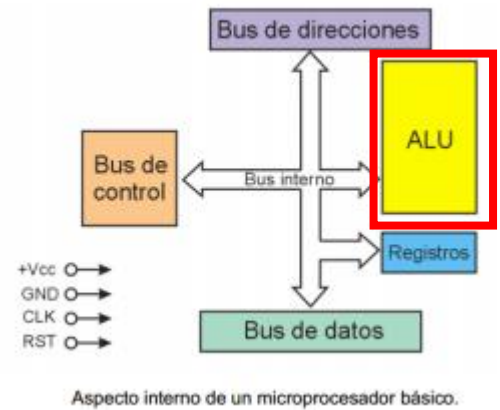 Bus de direcciones
ALU
Bus de
control
Bus interno
Registros
+Vcc
GND
CLK
RST
Bus de datos
Aspecto interno de un microprocesador básico.